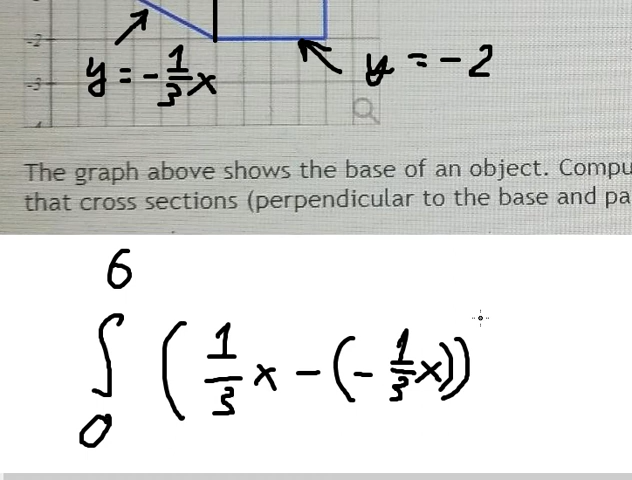 -2
y = -1/3x
y = -2
-3
The graph above shows the base of an object. Compu
that cross sections (perpendicular to the base and pa
6
∫ (1/3x - (-1/3x))
0